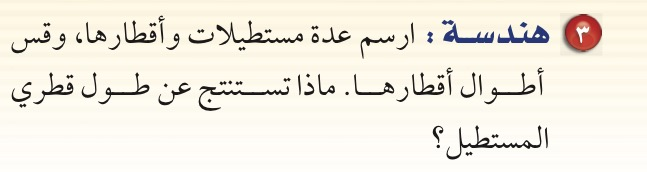 ٣ هندسة : ارسم عدة مستطيلات وأقطارها، وقس
أطوال أقطارها. ماذا تستنتج عن طول قطري
المستطيل؟